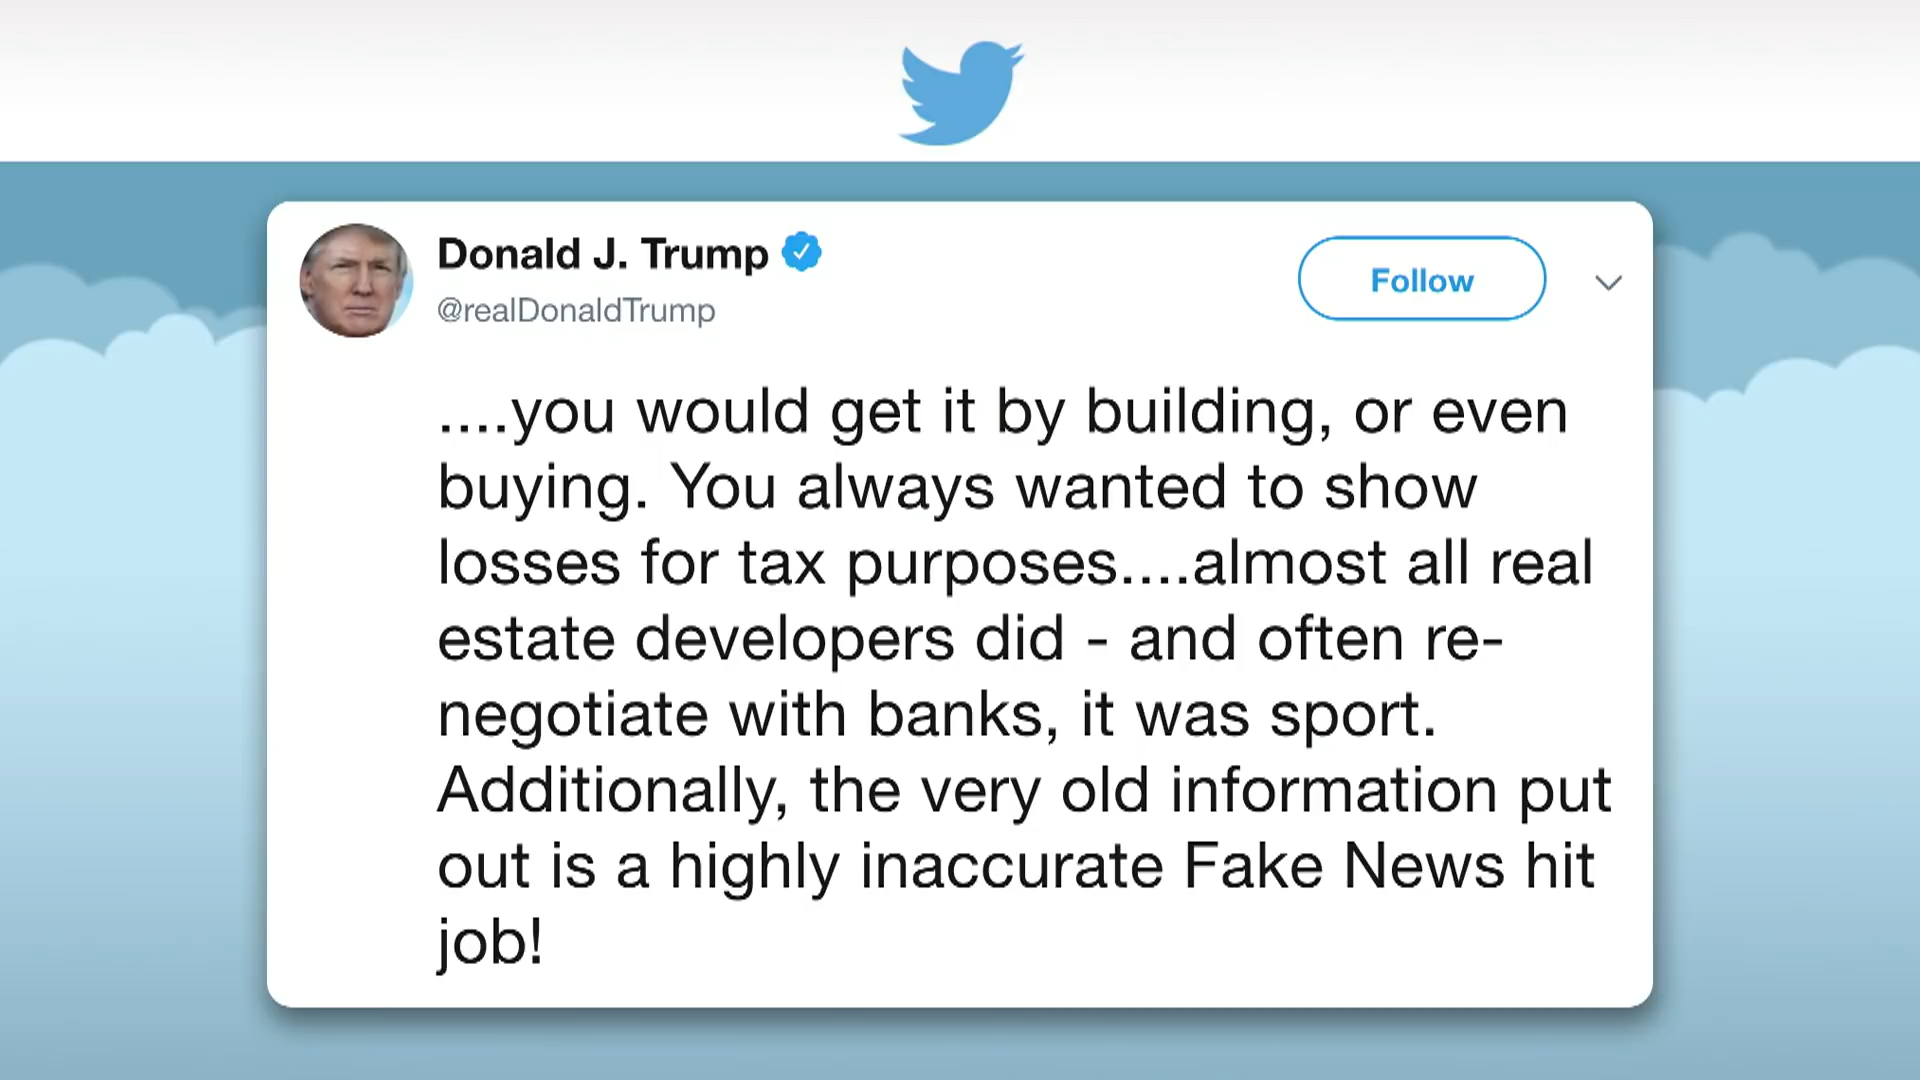 Donald J. Trump
@realDonaldTrump
Follow
....you would get it by building, or even
buying. You always wanted to show
losses for tax purposes....almost all real
estate developers did - and often re-
negotiate with banks, it was sport.
Additionally, the very old information put
out is a highly inaccurate Fake News hit
job!